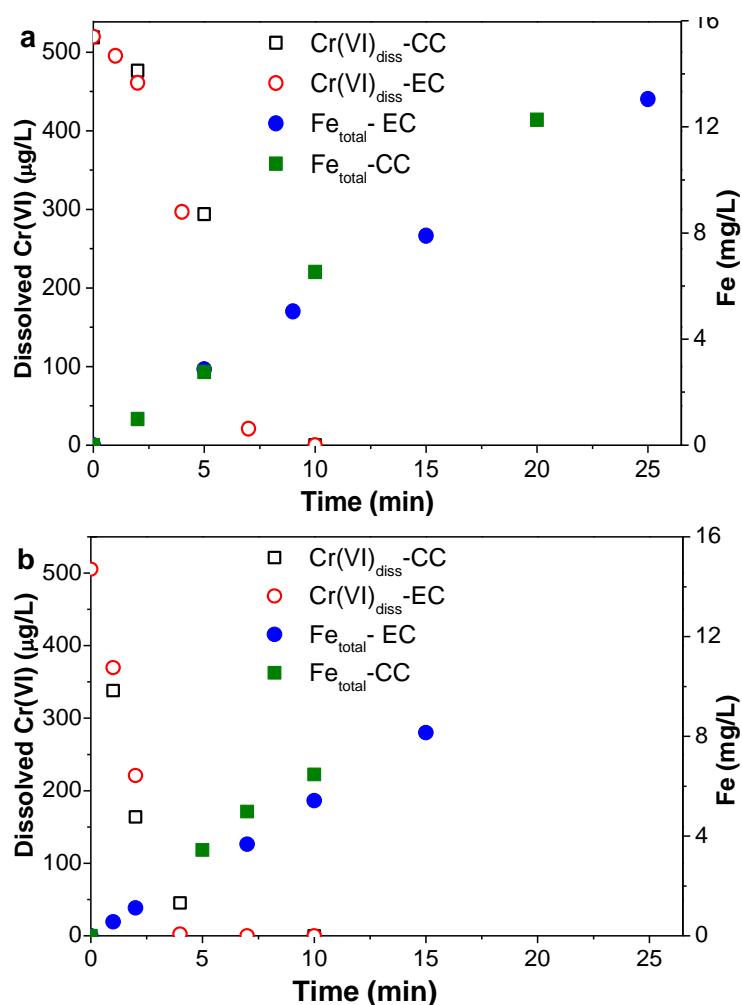 a
Cr(VI)diss-CC
Cr(VI)diss-EC
Fetotal- EC
Fetotal-CC
500
400
300
200
100
0
Dissolved Cr(VI) (µg/L)
16
12
8
4
0
Fe (mg/L)
0 5 10 15 20 25
Time (min)
b
Cr(VI)diss-CC
Cr(VI)diss-EC
Fetotal- EC
Fetotal-CC
500
400
300
200
100
0
Dissolved Cr(VI) (µg/L)
16
12
8
4
0
Fe (mg/L)
0 5 10 15 20 25
Time (min)